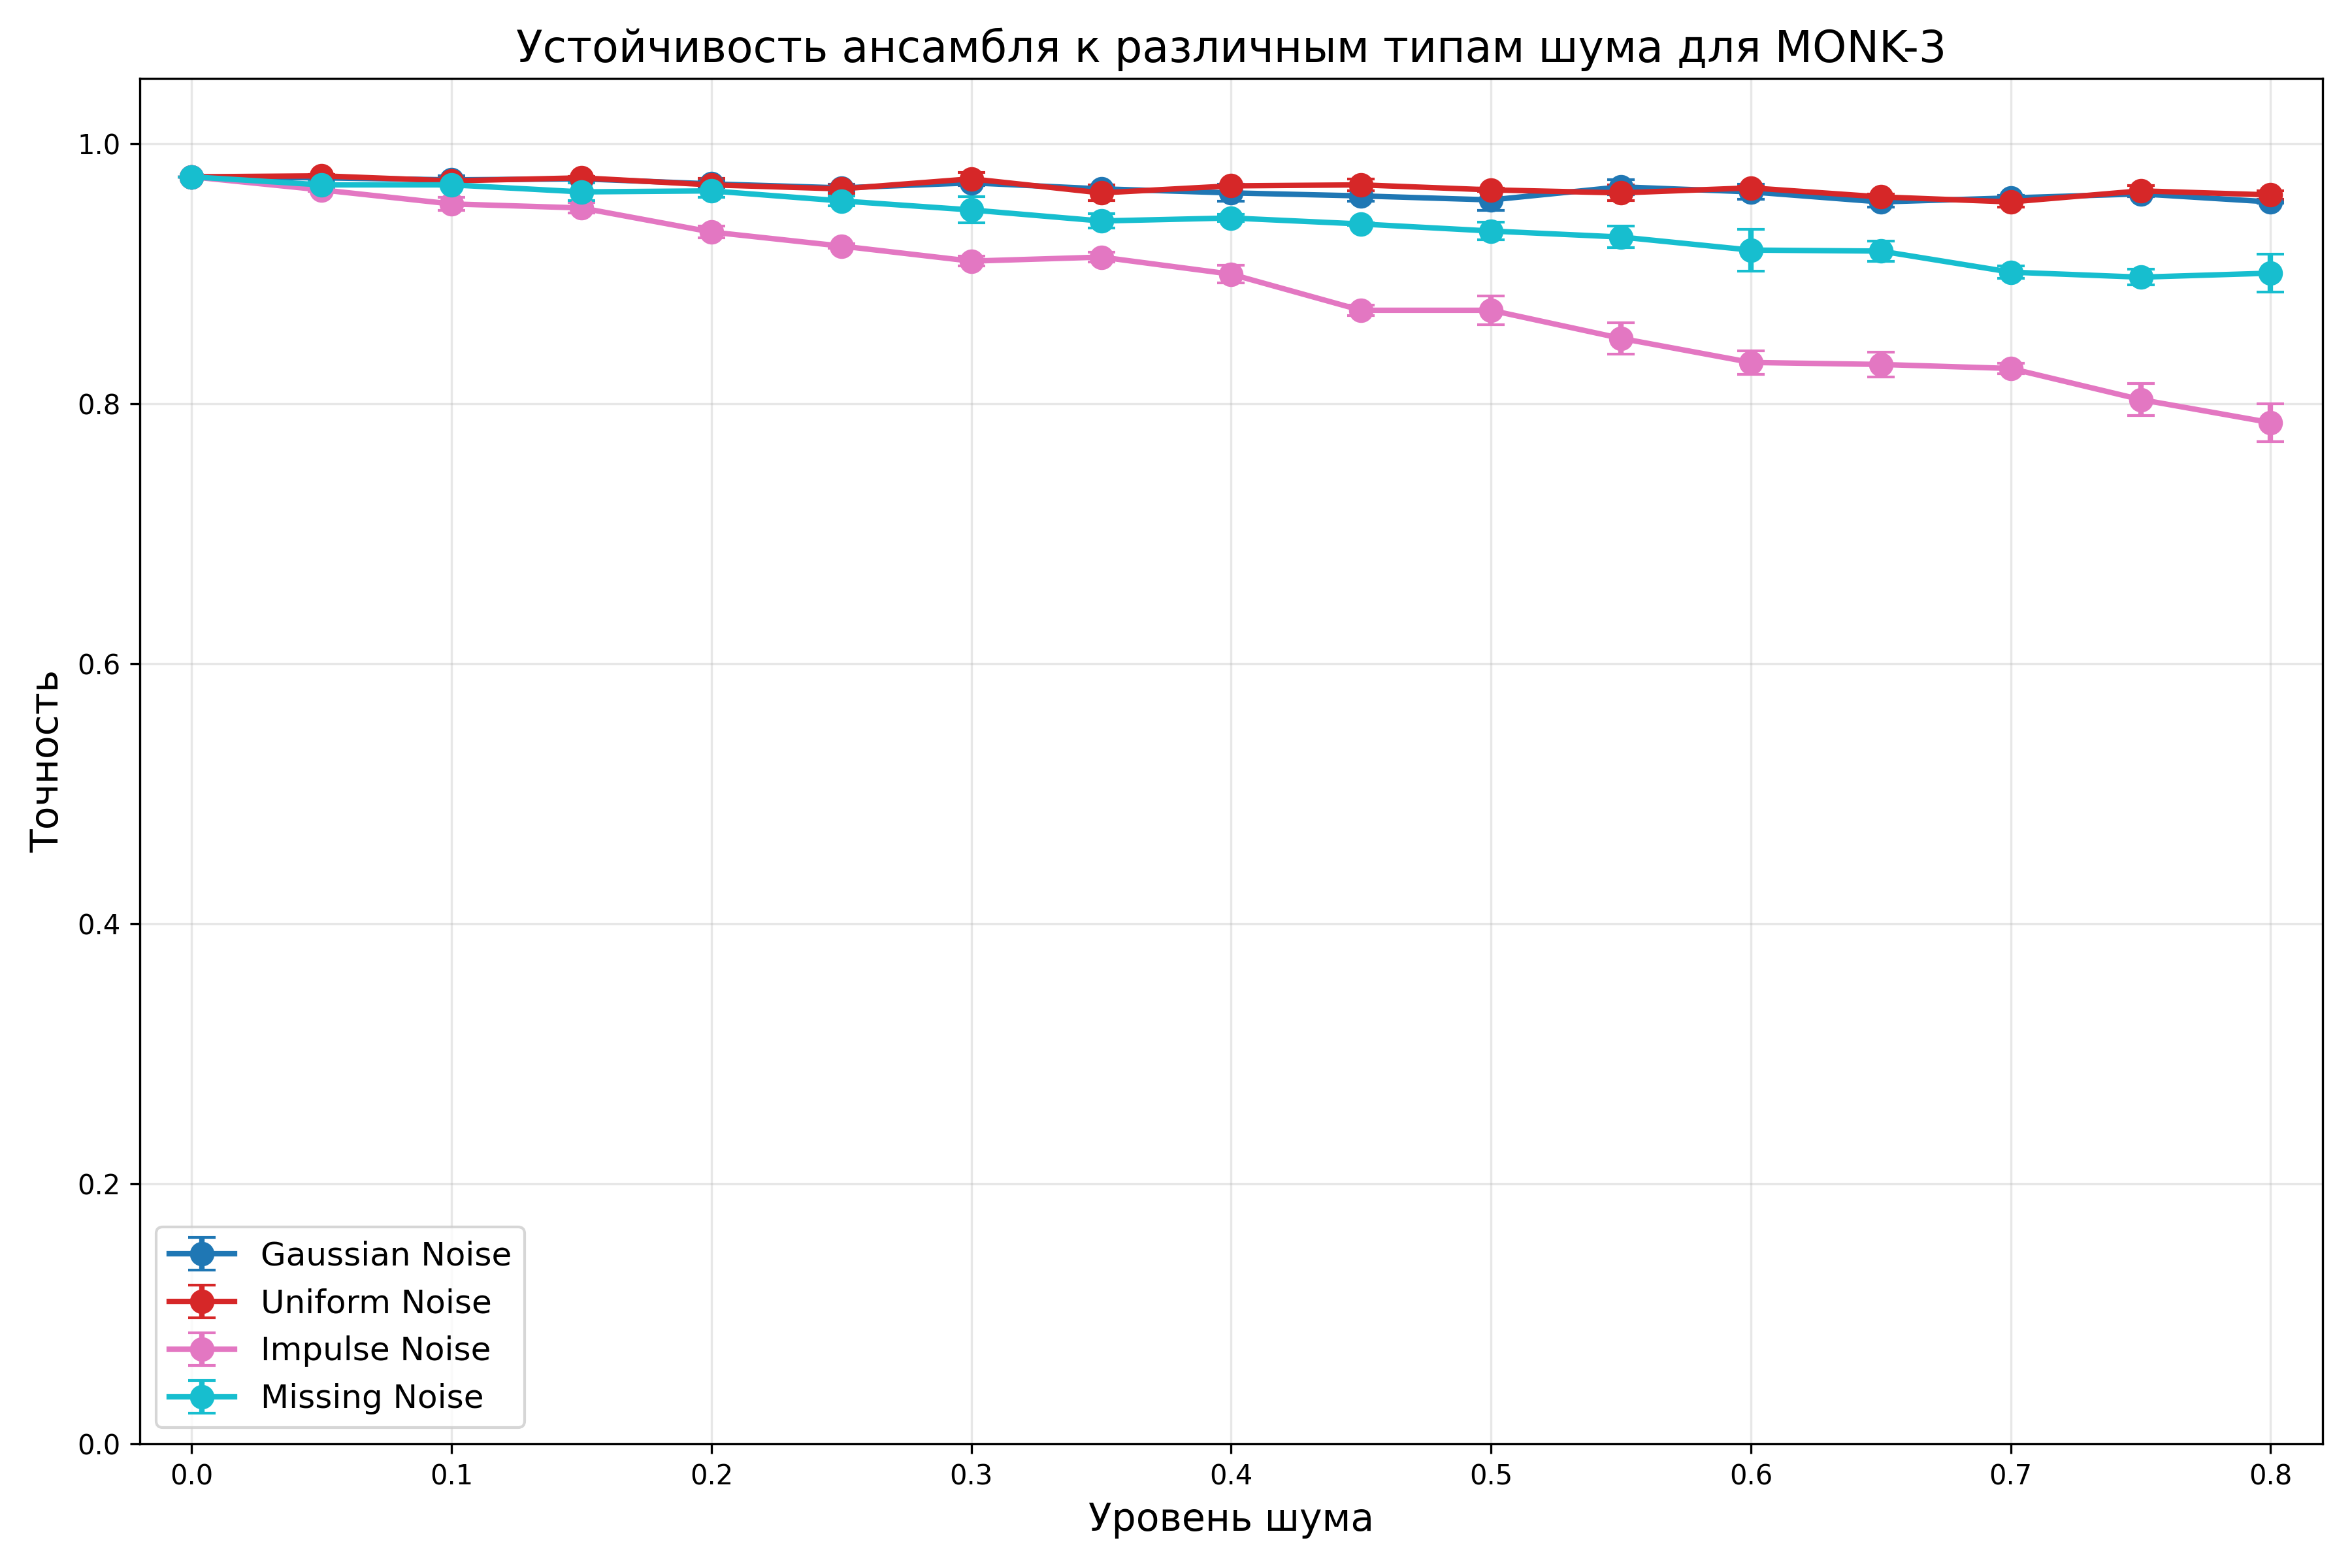 Устойчивость ансамбля к различным типам шума для MONK-3
Точность
1.0
0.8
0.6
0.4
0.2
0.0
Gaussian Noise
Uniform Noise
Impulse Noise
Missing Noise
0.0 0.1 0.2 0.3 0.4 0.5 0.6 0.7 0.8
Уровень шума